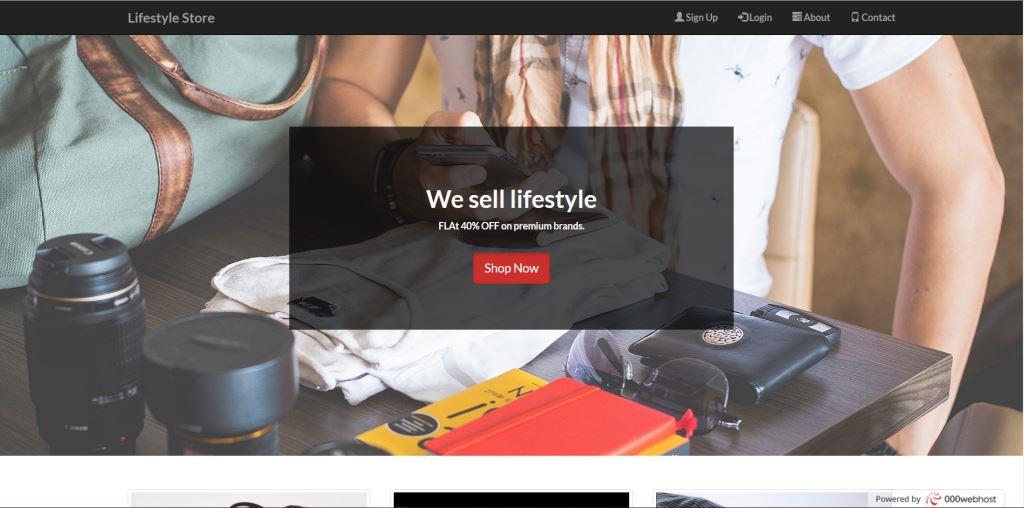 Lifestyle Store
Sign Up
Login
About
Contact
We sell lifestyle
FLAt 40% OFF on premium brands.
Shop Now
Powered by 000webhost